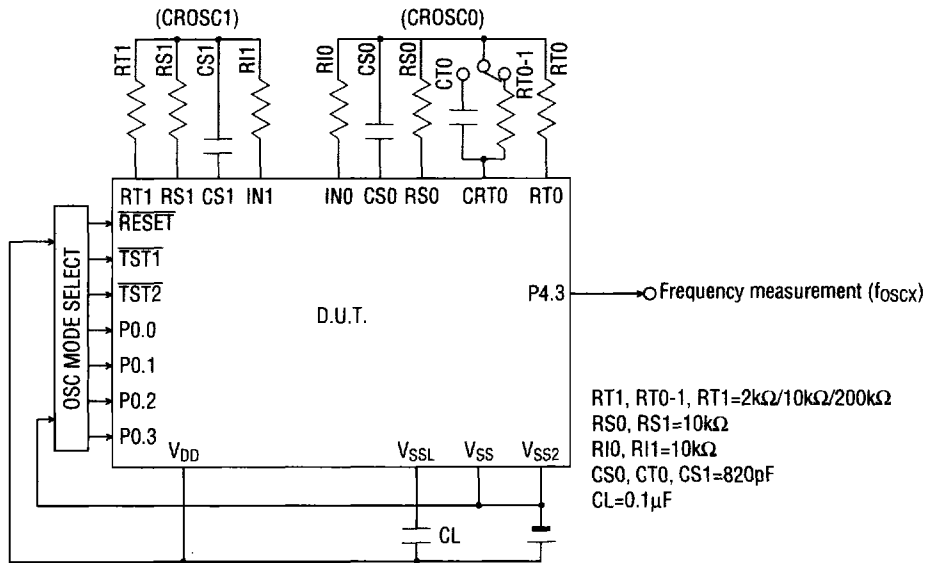 (CROSC1)
(CROSC0)
RT1
RS1
CS1
RI1
RI0
CS0
RS0
CT0
RT0-1
RT0
RT1 RS1 CS1 IN1 IN0 CS0 RS0 CRT0 RT0
OSC MODE SELECT
RESET
TST1
TST2
P0.0
P0.1
P0.2
P0.3
D.U.T.
P4.3
Frequency measurement (fOSCX)
VDD VSSL VSS VSS2
CL
RT1, RT0-1, RT1=2kΩ/10kΩ/200kΩ
RS0, RS1=10kΩ
RI0, RI1=10kΩ
CS0, CT0, CS1=820pF
CL=0.1μF